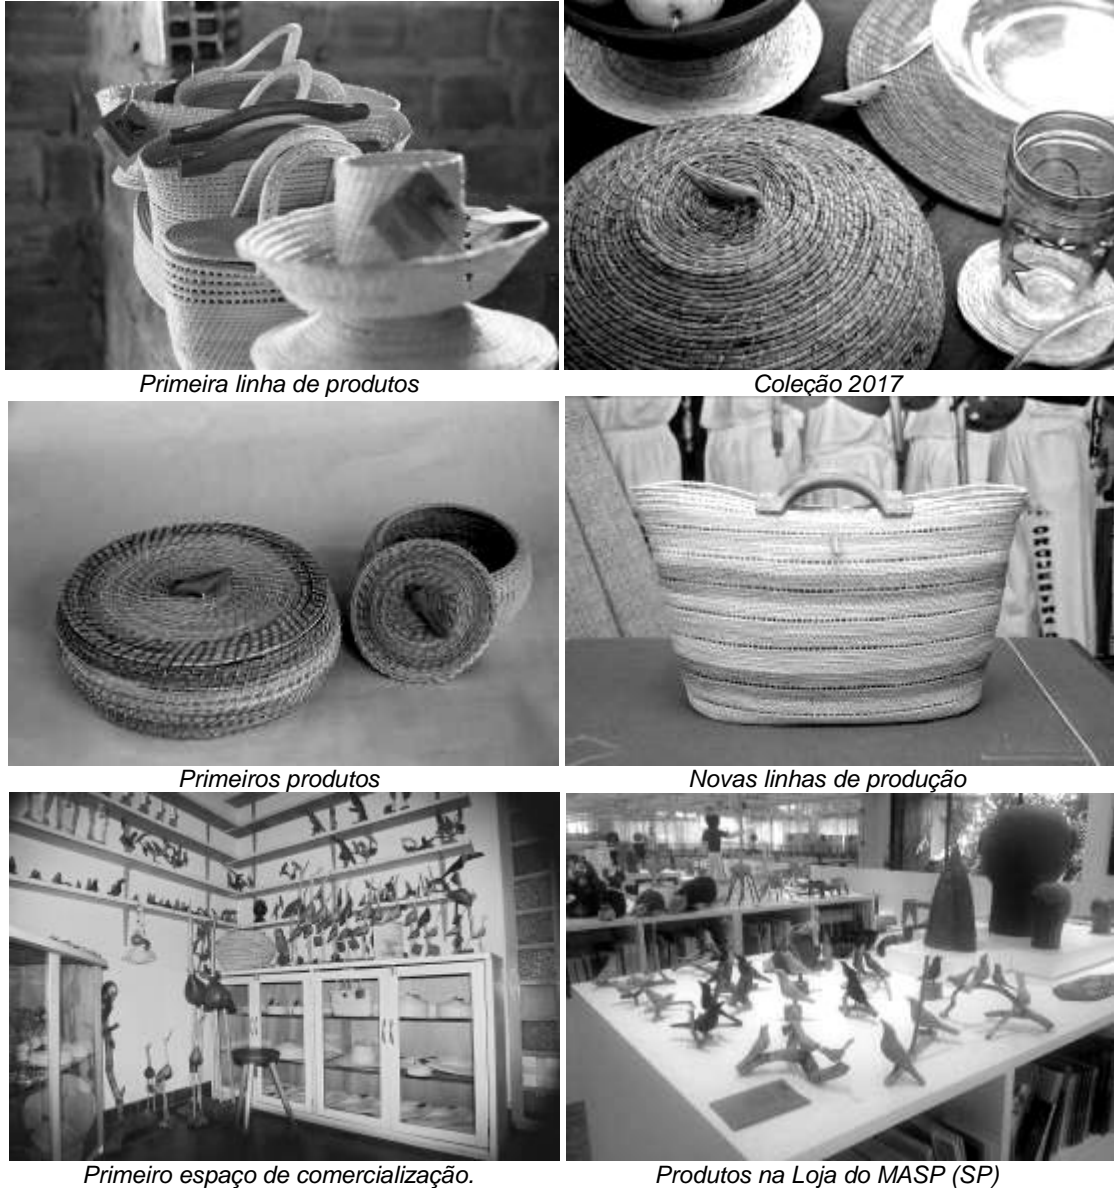 Primeira linha de produtos
Coleção 2017
Primeiros produtos
Novas linhas de produção
Primeiro espaço de comercialização.
Produtos na Loja do MASP (SP)